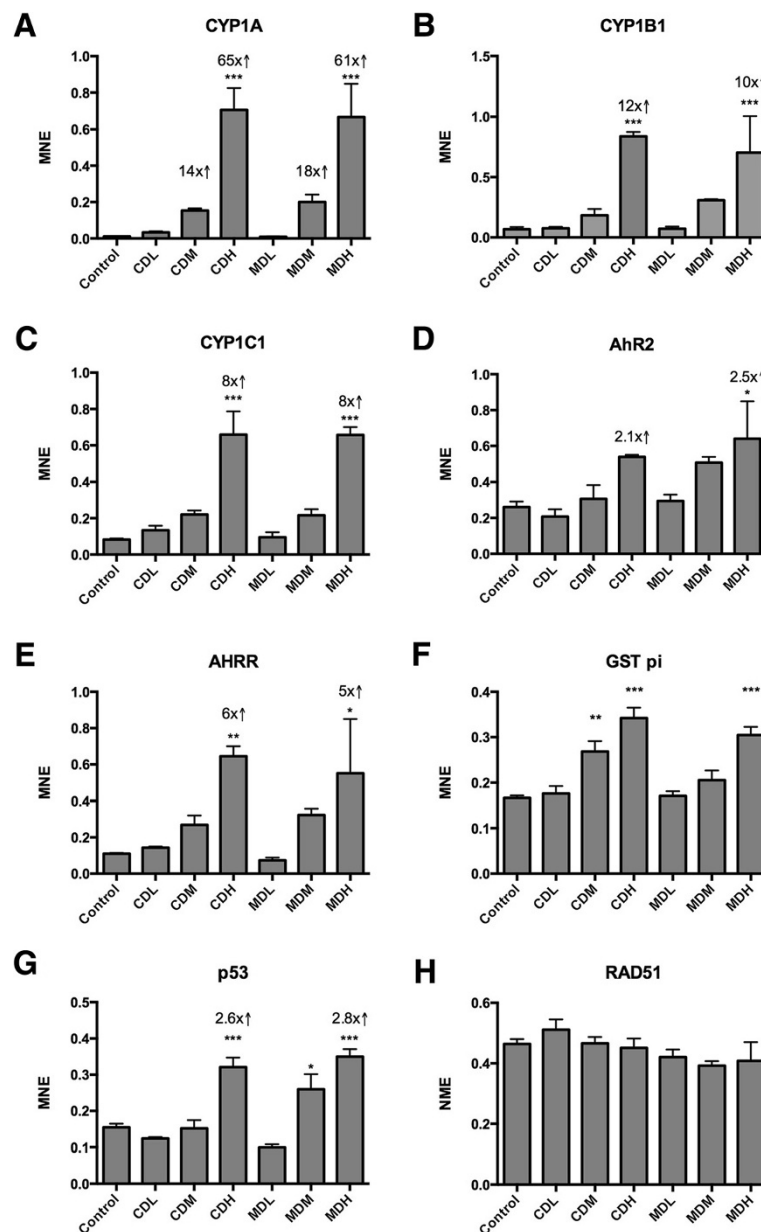 A
CYP1A
MNE
1.0
0.8
0.6
0.4
0.2
0.0
14x↑
65x↑
***
18x↑
61x↑
***
Control
CDL
CDM
CDH
MDL
MDM
MDH
B
CYP1B1
MNE
1.5
1.0
0.5
0.0
12x↑
***
10x
***
Control
CDL
CDM
CDH
MDL
MDM
MDH
C
CYP1C1
MNE
1.0
0.8
0.6
0.4
0.2
0.0
8x↑
***
8x↑
***
Control
CDL
CDM
CDH
MDL
MDM
MDH
D
AhR2
MNE
1.0
0.8
0.6
0.4
0.2
0.0
2.1x↑
2.5x
*
Control
CDL
CDM
CDH
MDL
MDM
MDH
E
AHRR
MNE
1.0
0.8
0.6
0.4
0.2
0.0
6x↑
**
5x↑
*
Control
CDL
CDM
CDH
MDL
MDM
MDH
F
GST pi
MNE
0.4
0.3
0.2
0.1
0.0
**
***
***
Control
CDL
CDM
CDH
MDL
MDM
MDH
G
p53
MNE
0.5
0.4
0.3
0.2
0.1
0.0
2.6x↑
***
*
2.8x↑
***
Control
CDL
CDM
CDH
MDL
MDM
MDH
H
RAD51
NME
0.6
0.4
0.2
0.0
Control
CDL
CDM
CDH
MDL
MDM
MDH